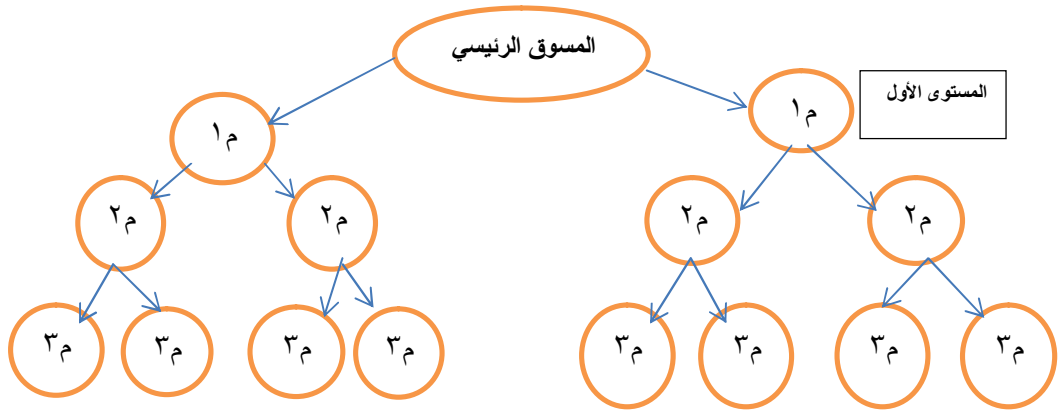 المسوق الرئيسي
م١
م١
المستوى الأول
م٢
م٢
م٢
م٢
م٣
م٣
م٣
م٣
م٣
م٣
م٣
م٣